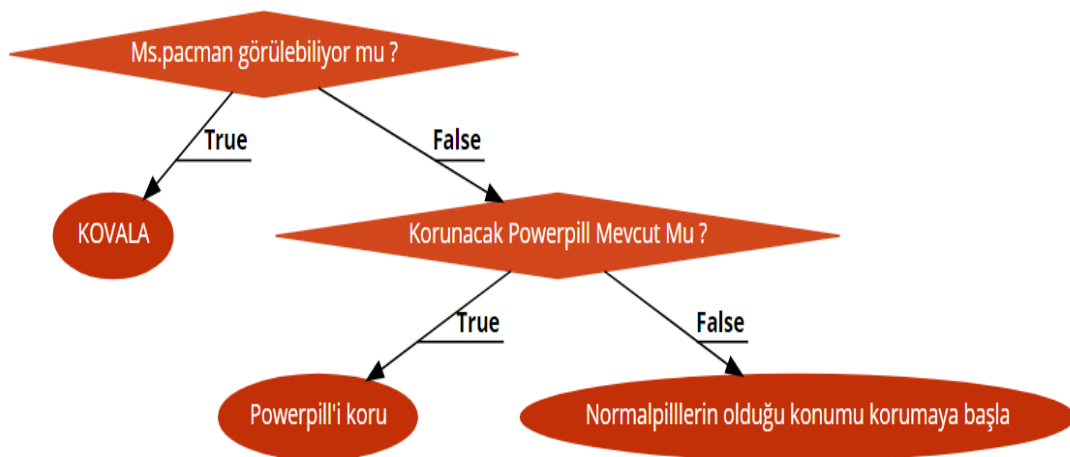 Ms.pacman görülebiliyor mu ?
True
False
KOVALA
Korunacak Powerpill Mevcut Mu ?
True
False
Powerpill'i koru
Normalpilllerin olduğu konumu korumaya başla